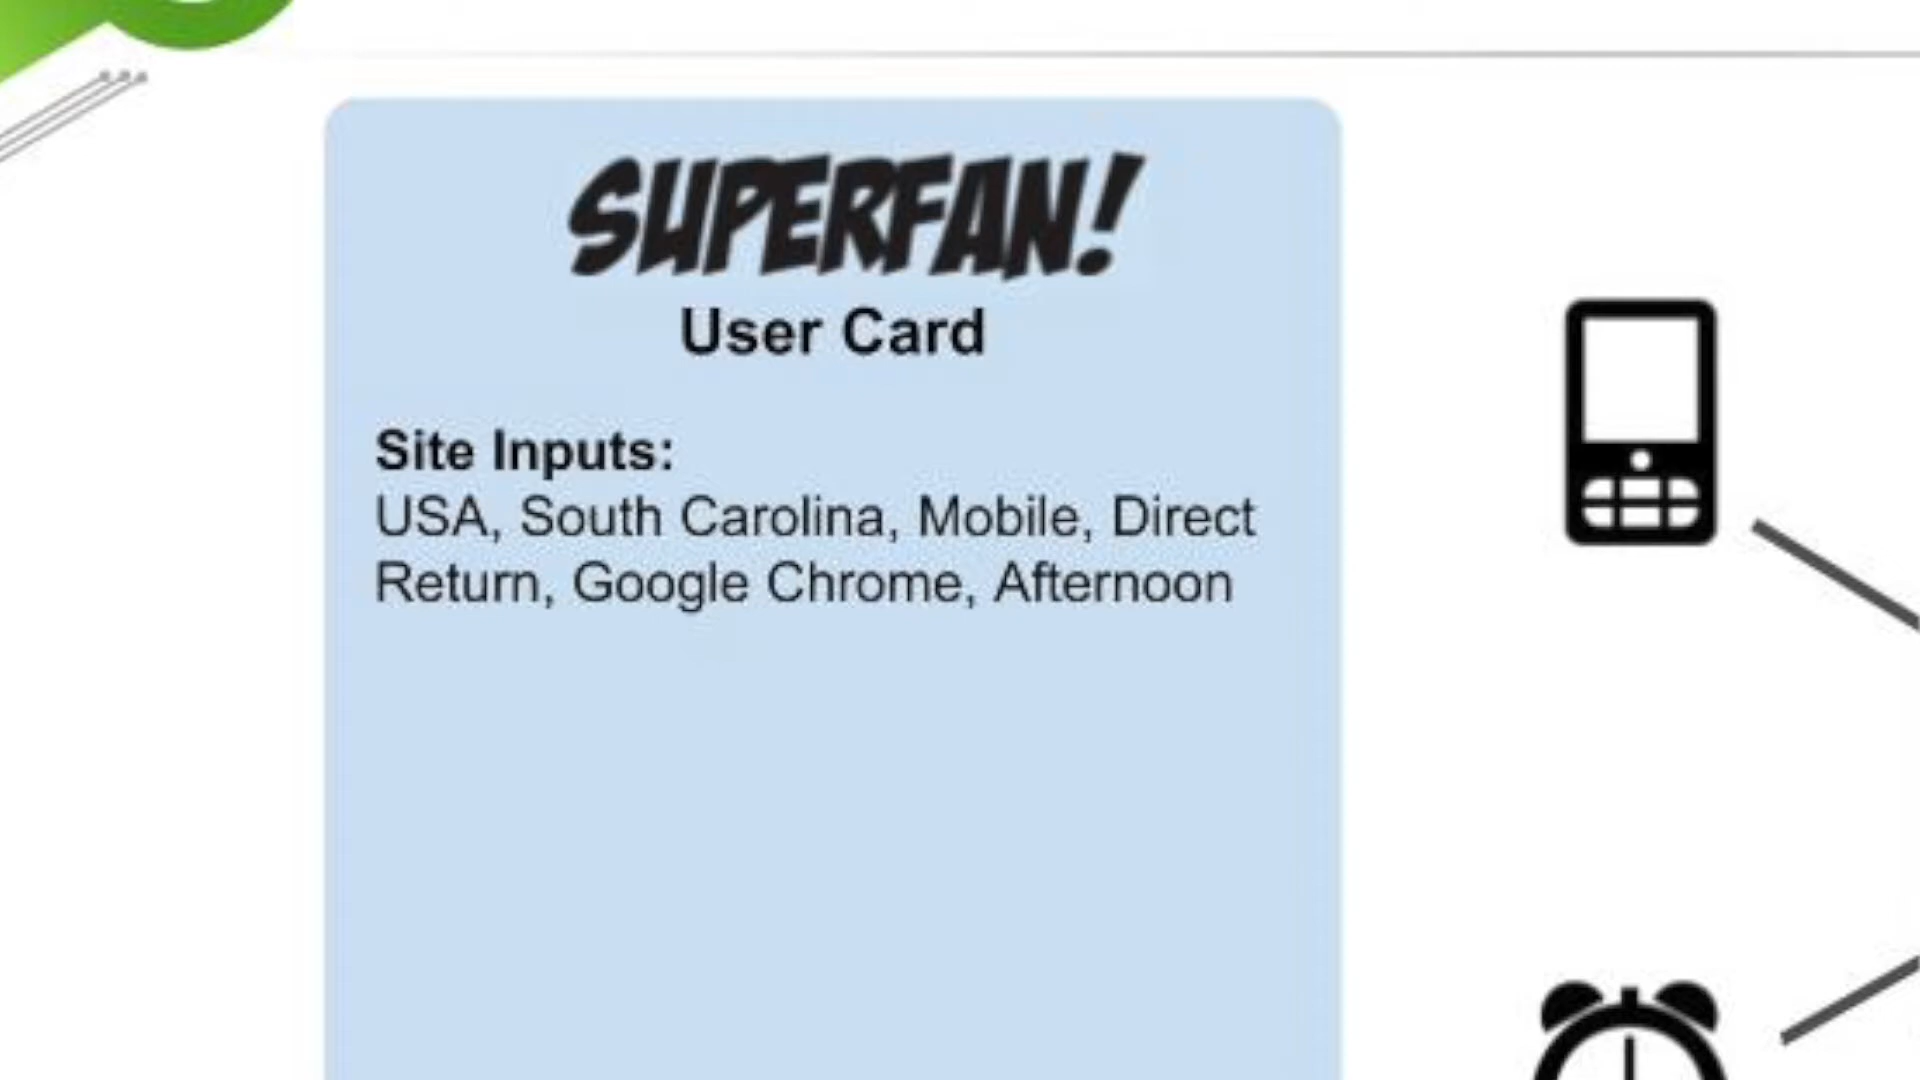 SUPERFAN!
User Card
Site Inputs:
USA, South Carolina, Mobile, Direct
Return, Google Chrome, Afternoon